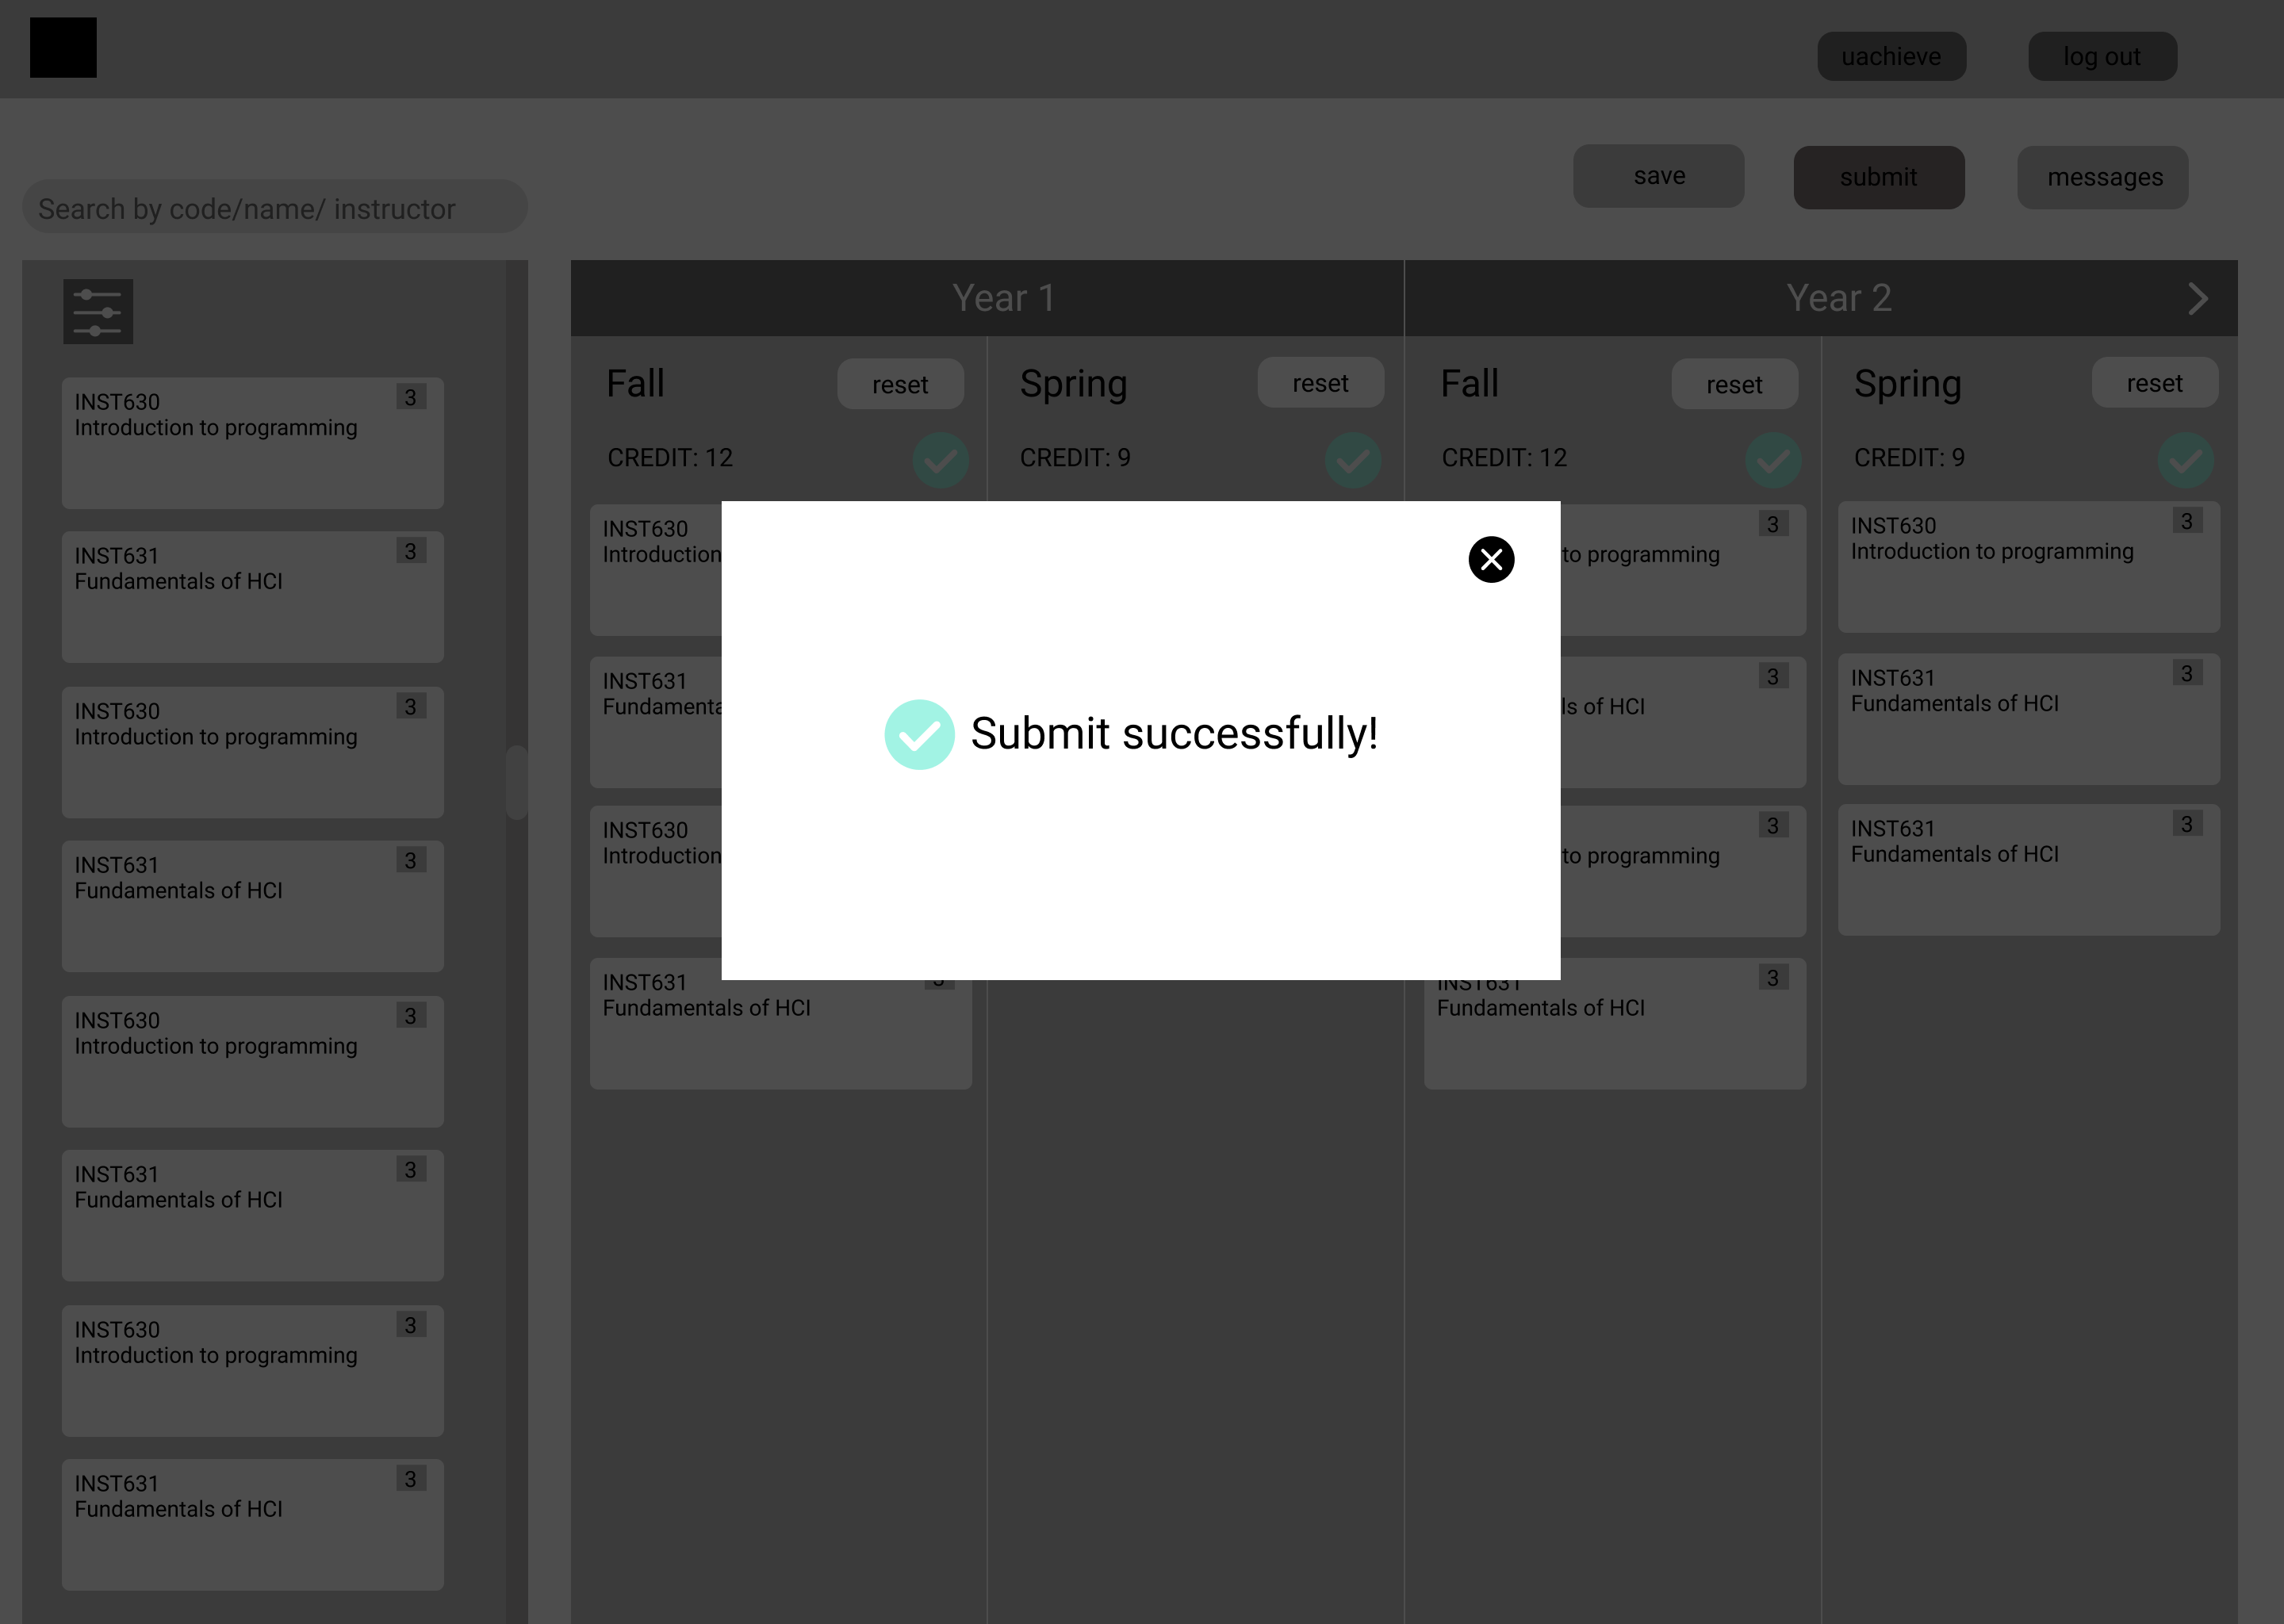 uachieve
log out
save
submit
messages
Search by code/name/ instructor
INST630
3
Introduction to programming
INST631
3
Fundamentals of HCI
INST630
3
Introduction to programming
INST631
3
Fundamentals of HCI
INST630
3
Introduction to programming
INST631
3
Fundamentals of HCI
INST630
3
Introduction to programming
INST631
3
Fundamentals of HCI
Year 1
Fall
reset
CREDIT: 12
INST630
Introduction
INST631
INST630
Introduction
INST631
3
Fundamentals of HCI
Spring
reset
CREDIT: 9
Year 2
Fall
reset
CREDIT: 12
3
to programming
3
of HCI
3
to programming
INST631
3
Fundamentals of HCI
Spring
reset
CREDIT: 9
INST630
3
Introduction to programming
INST631
3
Fundamentals of HCI
INST631
3
Fundamentals of HCI
Submit successfully!